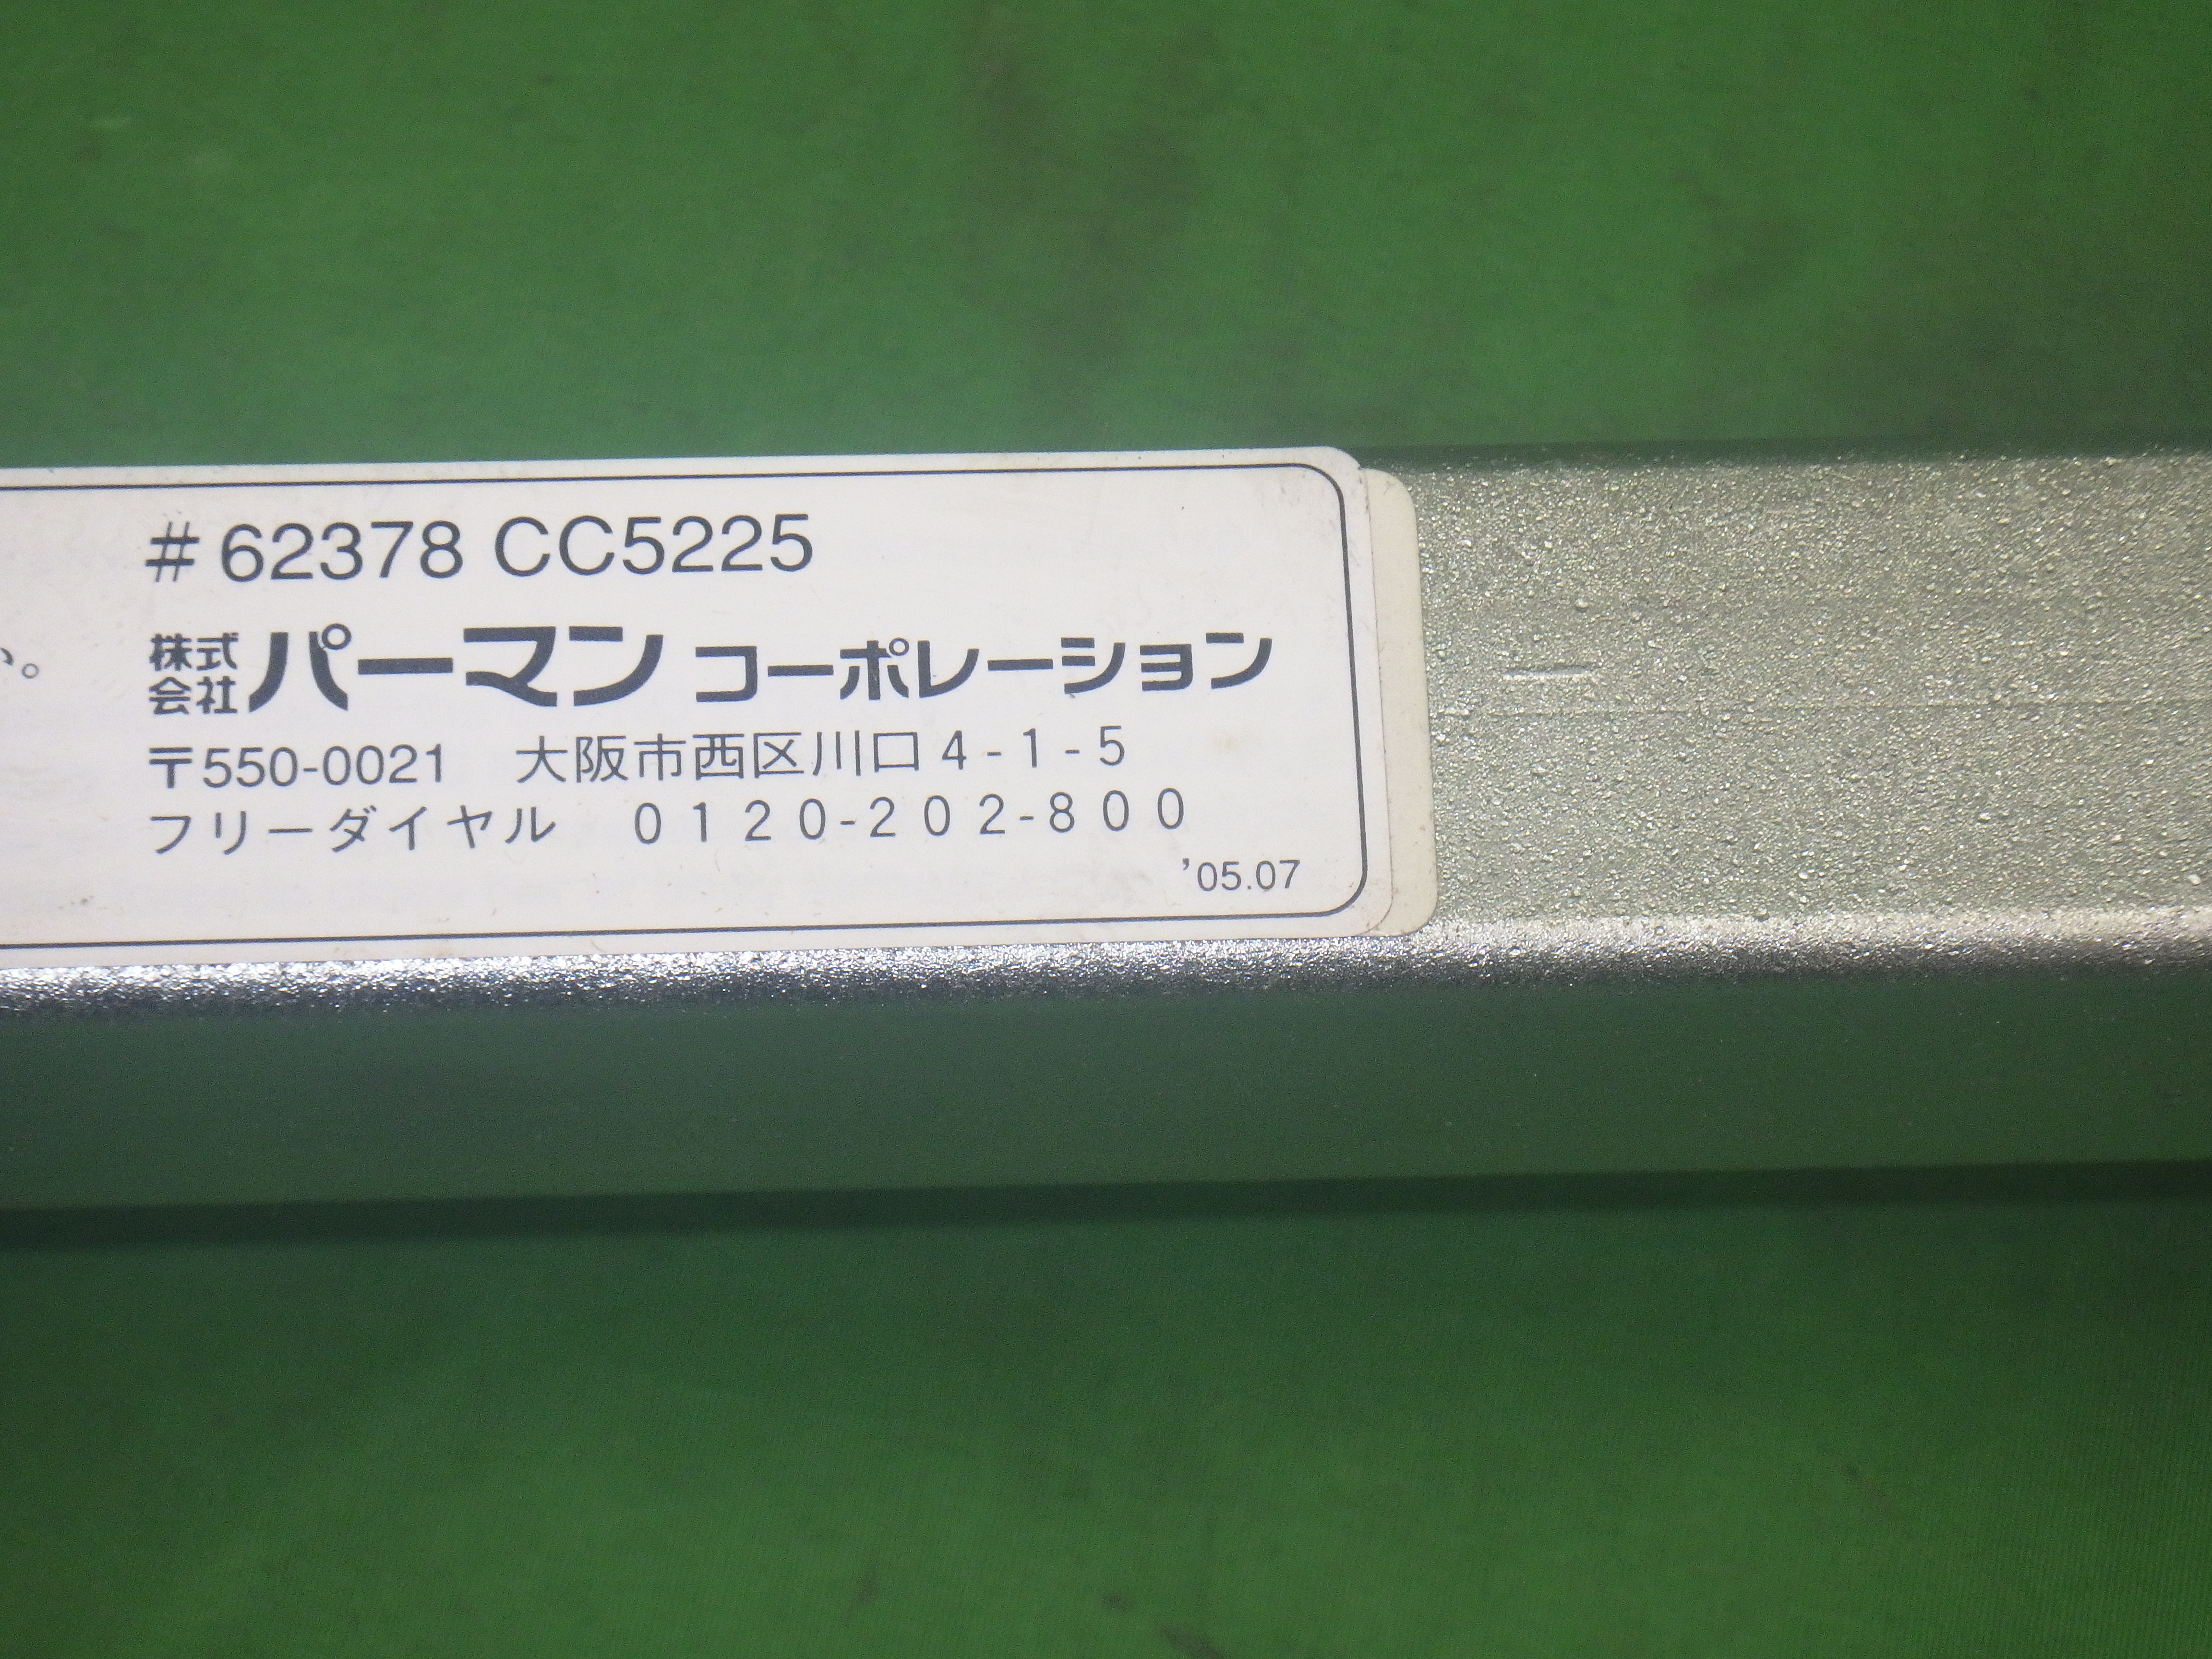 #62378 CC5225
い。
株式会社パーマン コーポレーション
〒550-0021 大阪市西区川口4-1-5
フリーダイヤル 0120-202-800
’05.07